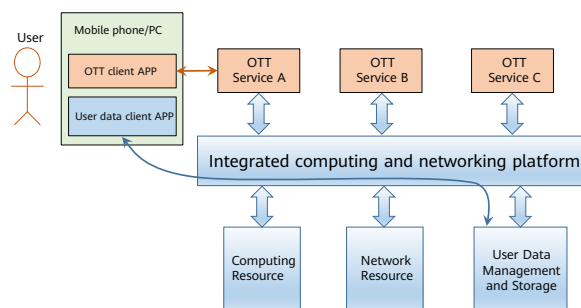 User
Mobile phone/PC
OTT client APP
User data client APP
OTT
Service A
OTT
Service B
OTT
Service C
Integrated computing and networking platform
Computing
Resource
Network
Resource
User Data
Management
and Storage